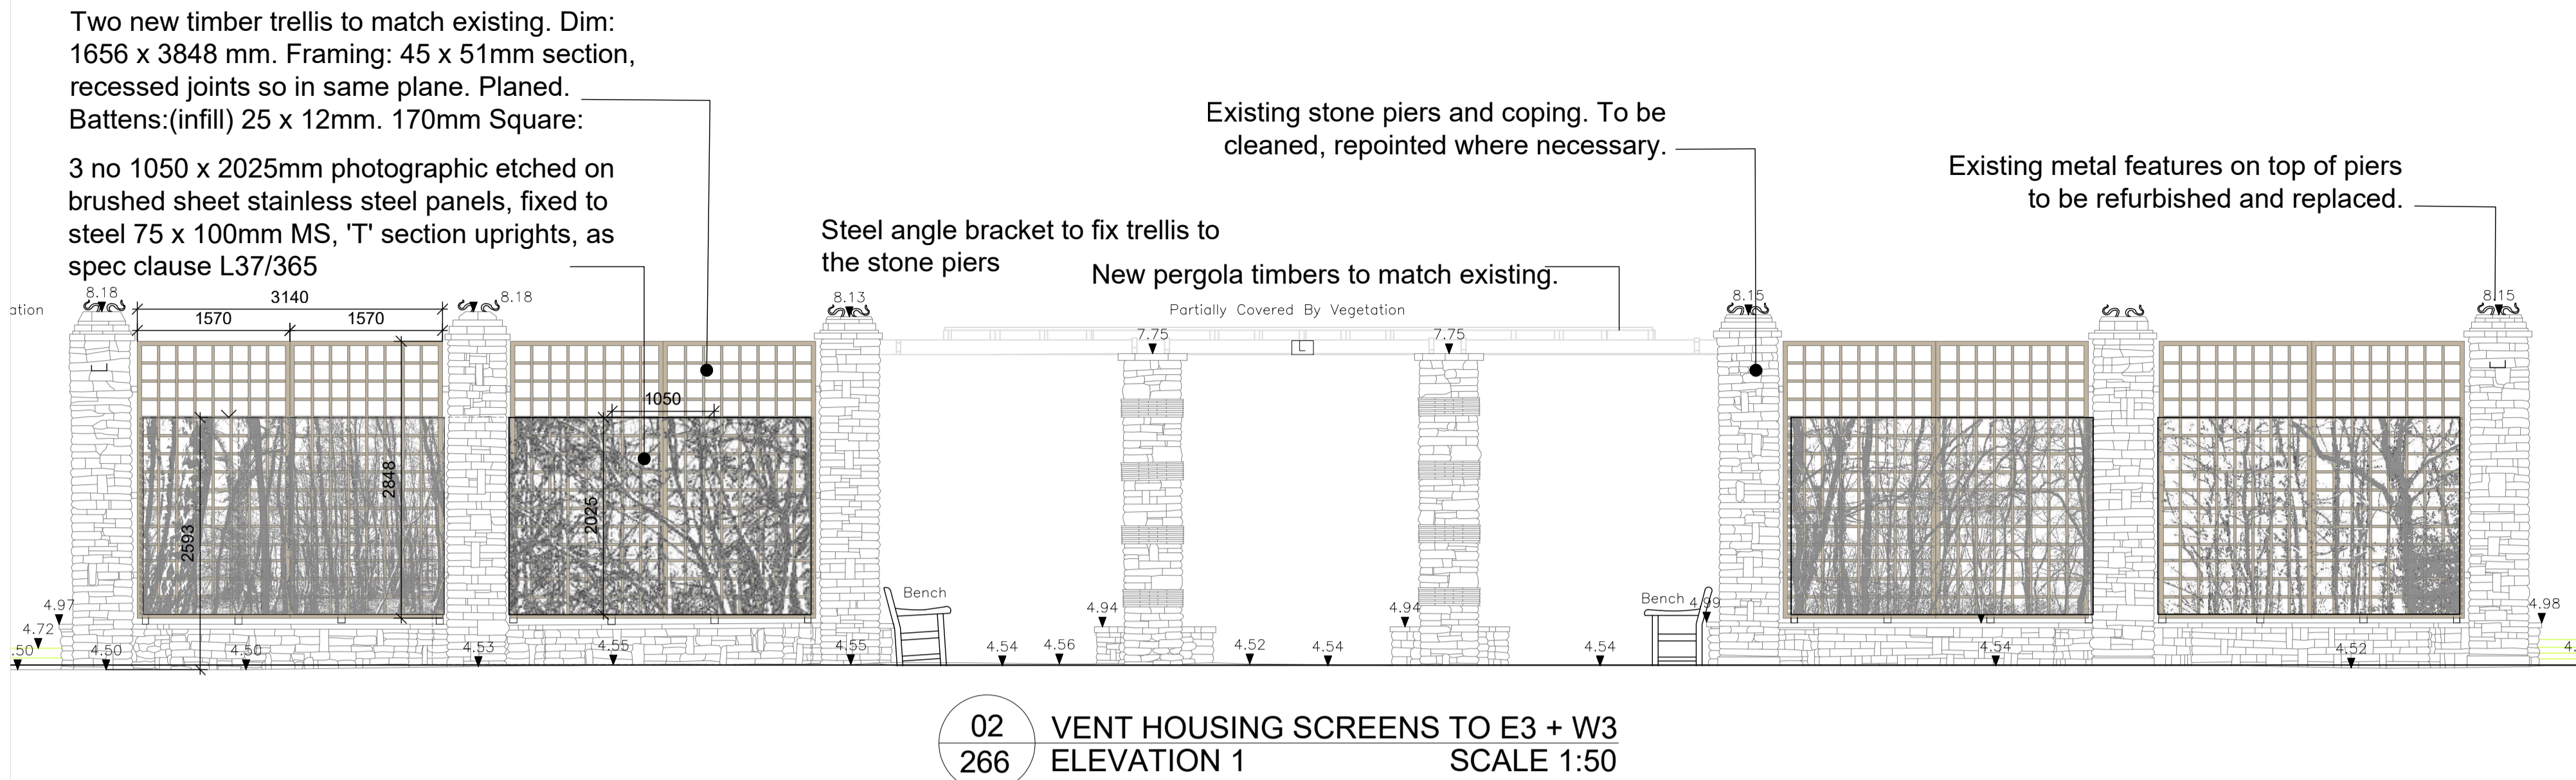 Two new timber trellis to match existing. Dim:
1656 x 3848 mm. Framing: 45 x 51mm section,
recessed joints so in same plane. Planed.
Battens:(infill) 25 x 12mm. 170mm Square:
3 no 1050 x 2025mm photographic etched on
brushed sheet stainless steel panels, fixed to
steel 75 x 100mm MS, 'T' section uprights, as
spec clause L37/365
Existing stone piers and coping. To be
cleaned, repointed where necessary.
Existing metal features on top of piers
to be refurbished and replaced.
Steel angle bracket to fix trellis to
the stone piers
New pergola timbers to match existing.
Partially Covered By Vegetation
ation
8.18
3140
8.18
8.13
8.15
8.15
1570
1570
7.75
7.75
L
1050
2848
2593
2025
Bench
Bench
4.99
4.97
4.94
4.94
4.98
4.72
.50
4.50
4.50
4.53
4.55
4.55
4.54
4.56
4.52
4.54
4.54
4.54
4.52
4.
02
266
VENT HOUSING SCREENS TO E3 + W3
ELEVATION 1
SCALE 1:50